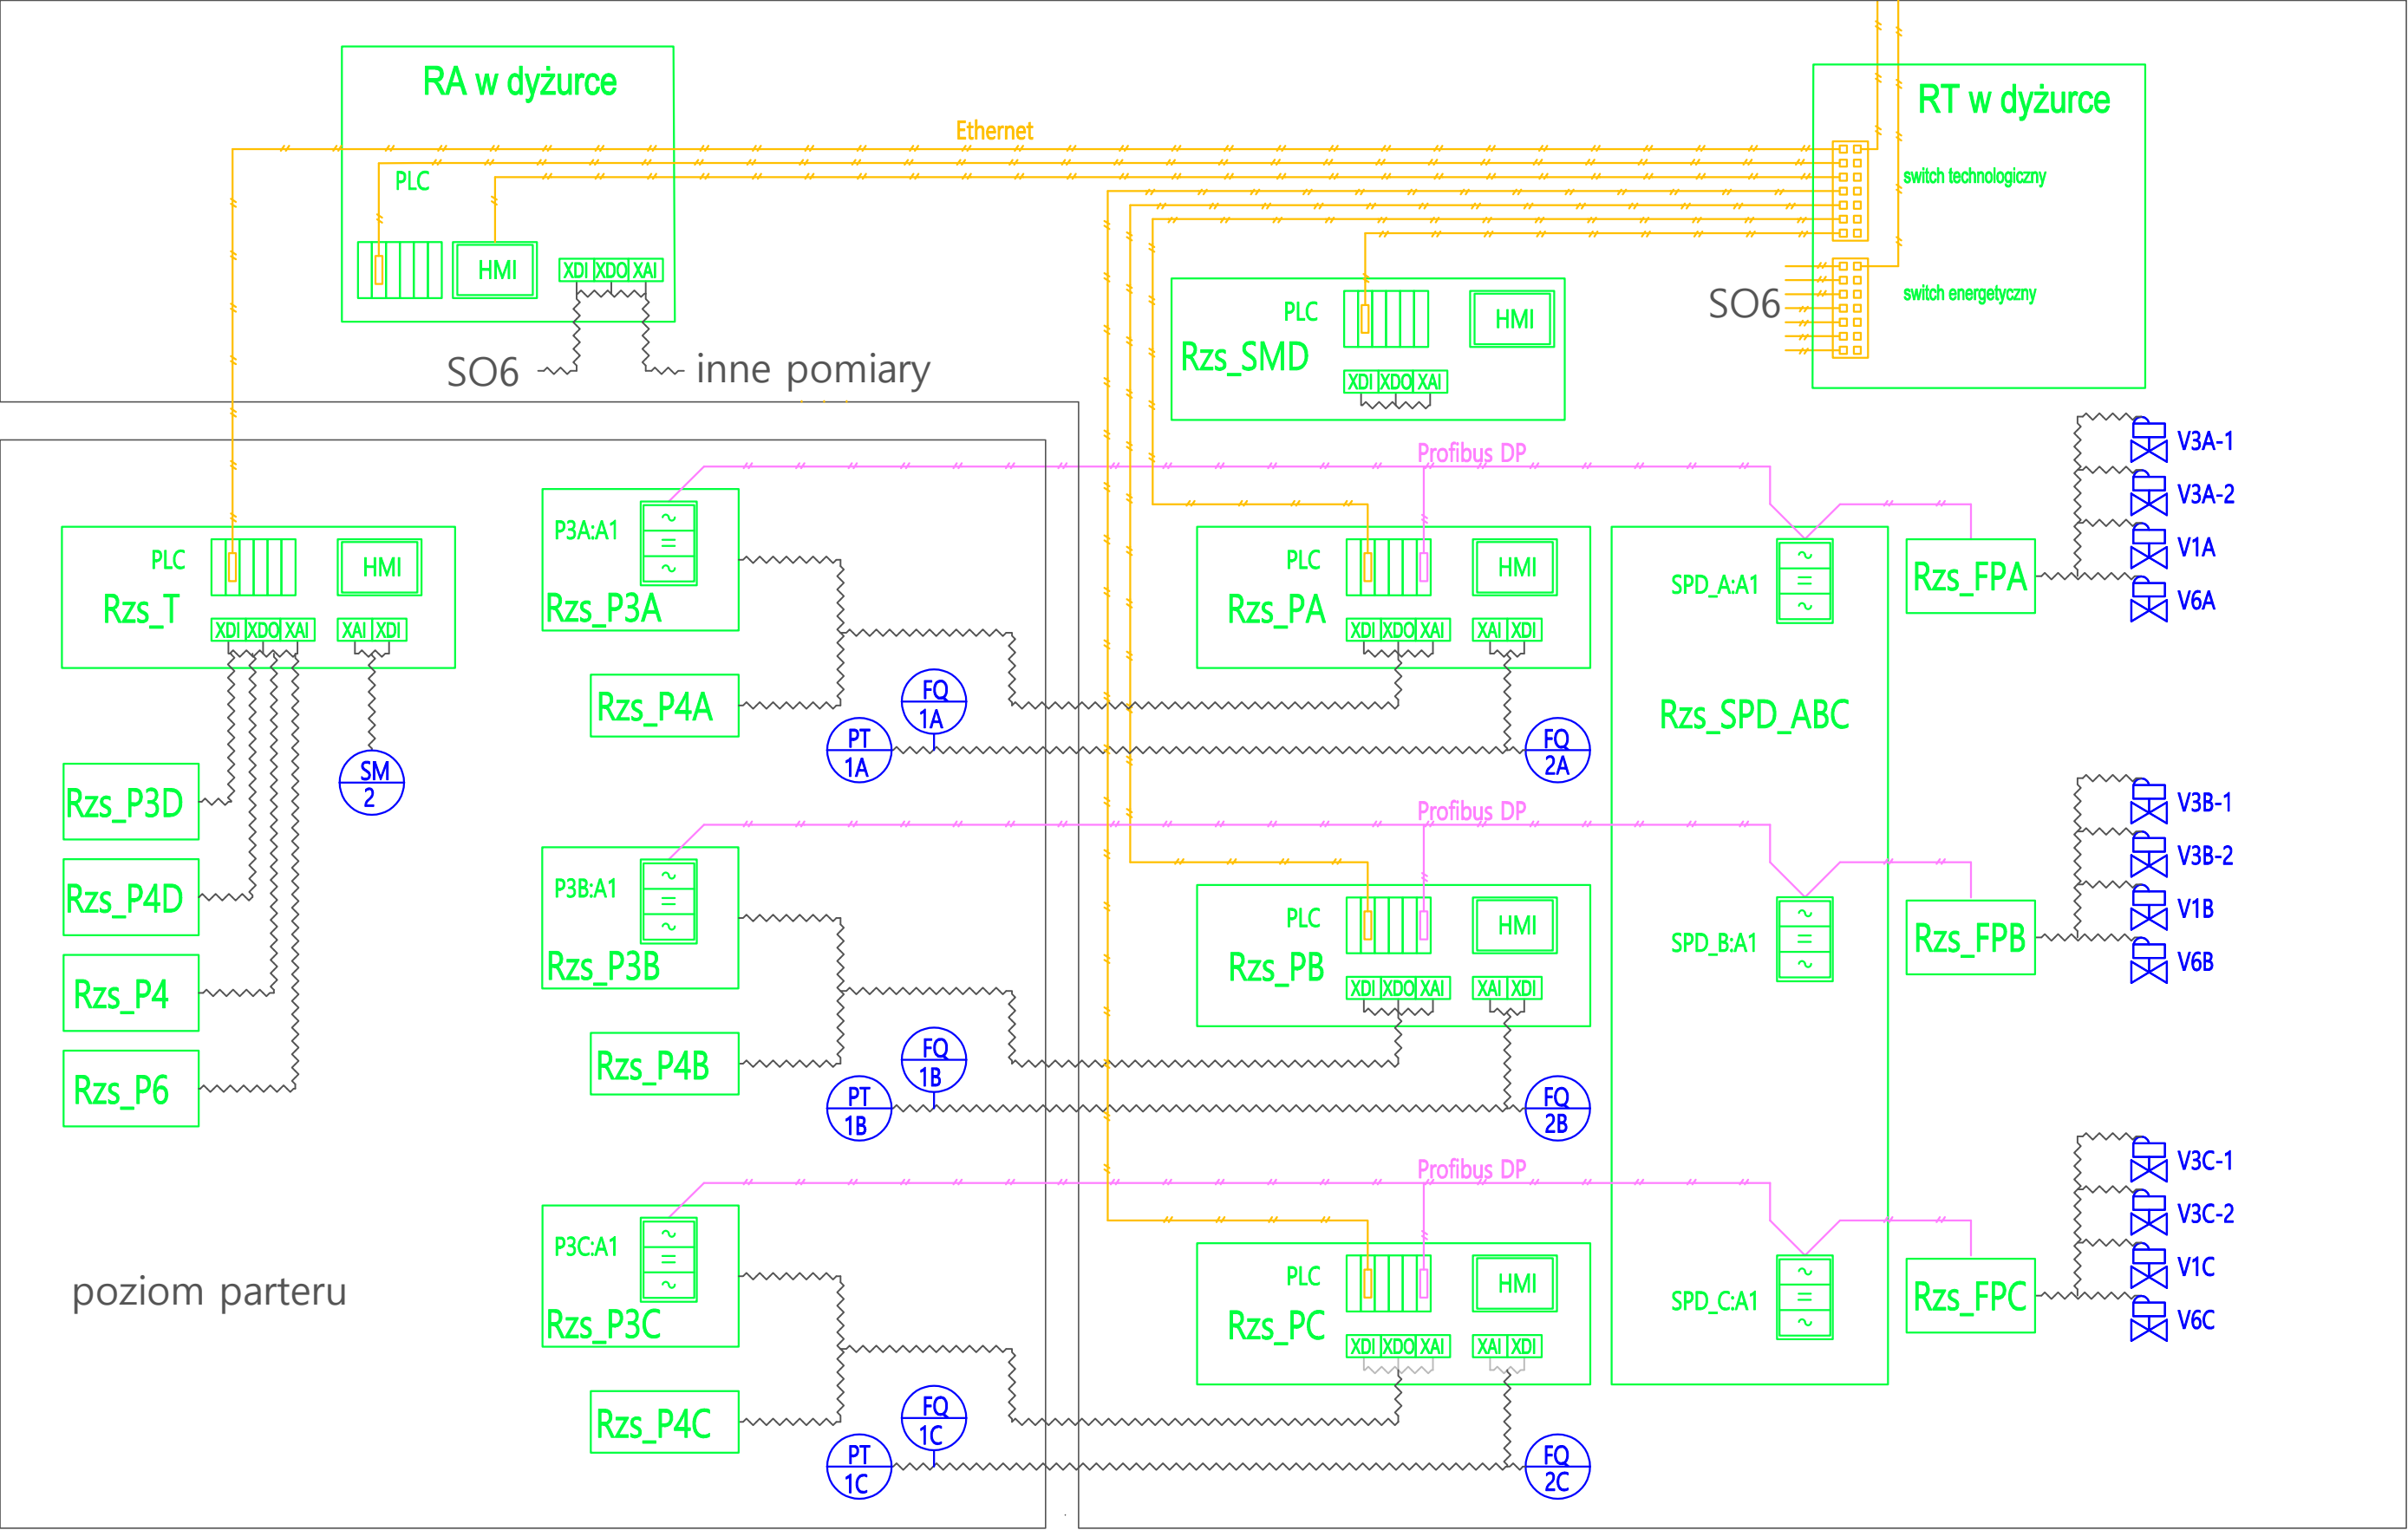 RA w dyżurce
RT w dyżurce
Ethernet
PLC
switch technologiczny
HMI
XDI XDO XAI
switch energetyczny
SO6
PLC
HMI
Rzs_SMD
XDI XDO XAI
SO6
inne pomiary
V3A-1
Profibus DP
V3A-2
P3A:A1
Rzs_P3A
V1A
PLC
HMI
Rzs_T
XDI XDO XAI
XAI XDI
PLC
HMI
Rzs_PA
XDI XDO XAI
XAI XDI
SPD_A:A1
Rzs_FPA
V6A
Rzs_P4A
FQ
1A
PT
1A
FQ
2A
Rzs_SPD_ABC
SM
2
Rzs_P3D
Rzs_P4D
Rzs_P4
Rzs_P6
Profibus DP
V3B-1
V3B-2
P3B:A1
Rzs_P3B
PLC
HMI
Rzs_PB
XDI XDO XAI
XAI XDI
SPD_B:A1
Rzs_FPB
V1B
V6B
Rzs_P4B
FQ
1B
PT
1B
FQ
2B
Profibus DP
V3C-1
V3C-2
P3C:A1
Rzs_P3C
PLC
HMI
Rzs_PC
XDI XDO XAI
XAI XDI
SPD_C:A1
Rzs_FPC
V1C
V6C
poziom parteru
Rzs_P4C
FQ
1C
PT
1C
FQ
2C